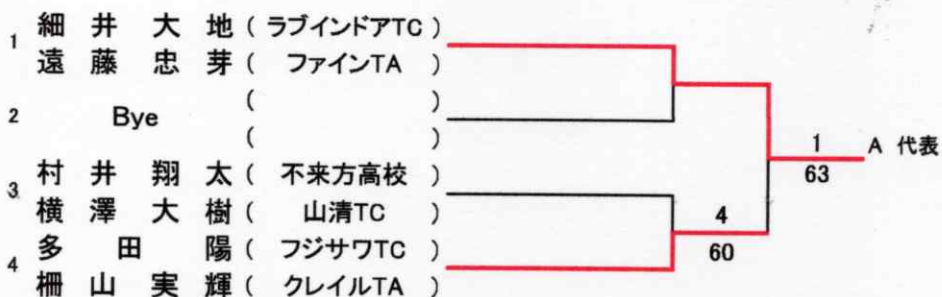 1 細井大地 ( ラブインドアTC )
遠藤忠芽 ( ファインTA )
2 Bye ( )
( )
3 村井翔太 ( 不来方高校 )
横澤大樹 ( 山清TC )
4 多田陽 ( フジサワTC )
柵山実輝 ( クレイルTA )
4
60
1
63
A 代表